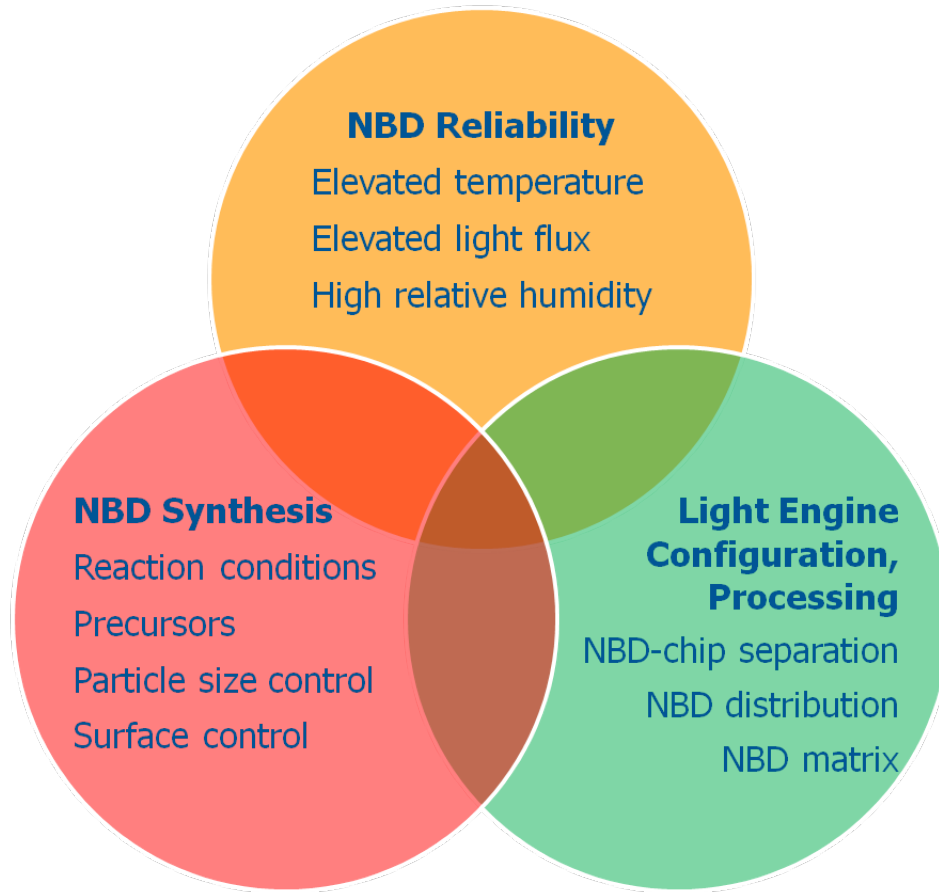 NBD Reliability
Elevated temperature
Elevated light flux
High relative humidity
NBD Synthesis
Reaction conditions
Precursors
Particle size control
Surface control
Light Engine
Configuration,
Processing
NBD-chip separation
NBD distribution
NBD matrix